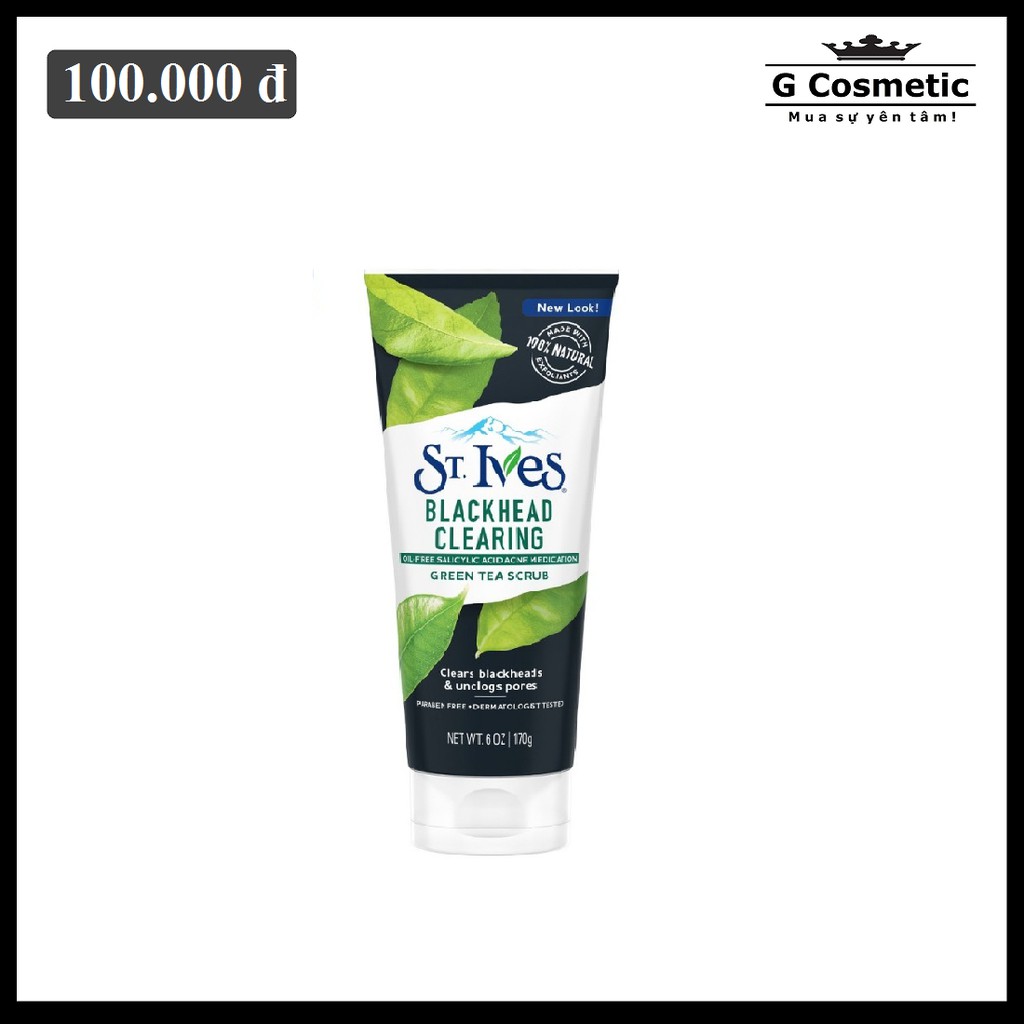 100.000 đ
G Cosmetic
Mua sự yên tâm!
New Look!
MADE WITH
100% NATURAL
EXFOLIANTS
ST. IVES®
BLACKHEAD
CLEARING
OIL-FREE SALICYLIC ACID ACNE MEDICATION
GREEN TEA SCRUB
Clears blackheads
& unclogs pores
PARABEN FREE • DERMATOLOGIST TESTED
NET WT. 6 OZ | 170g